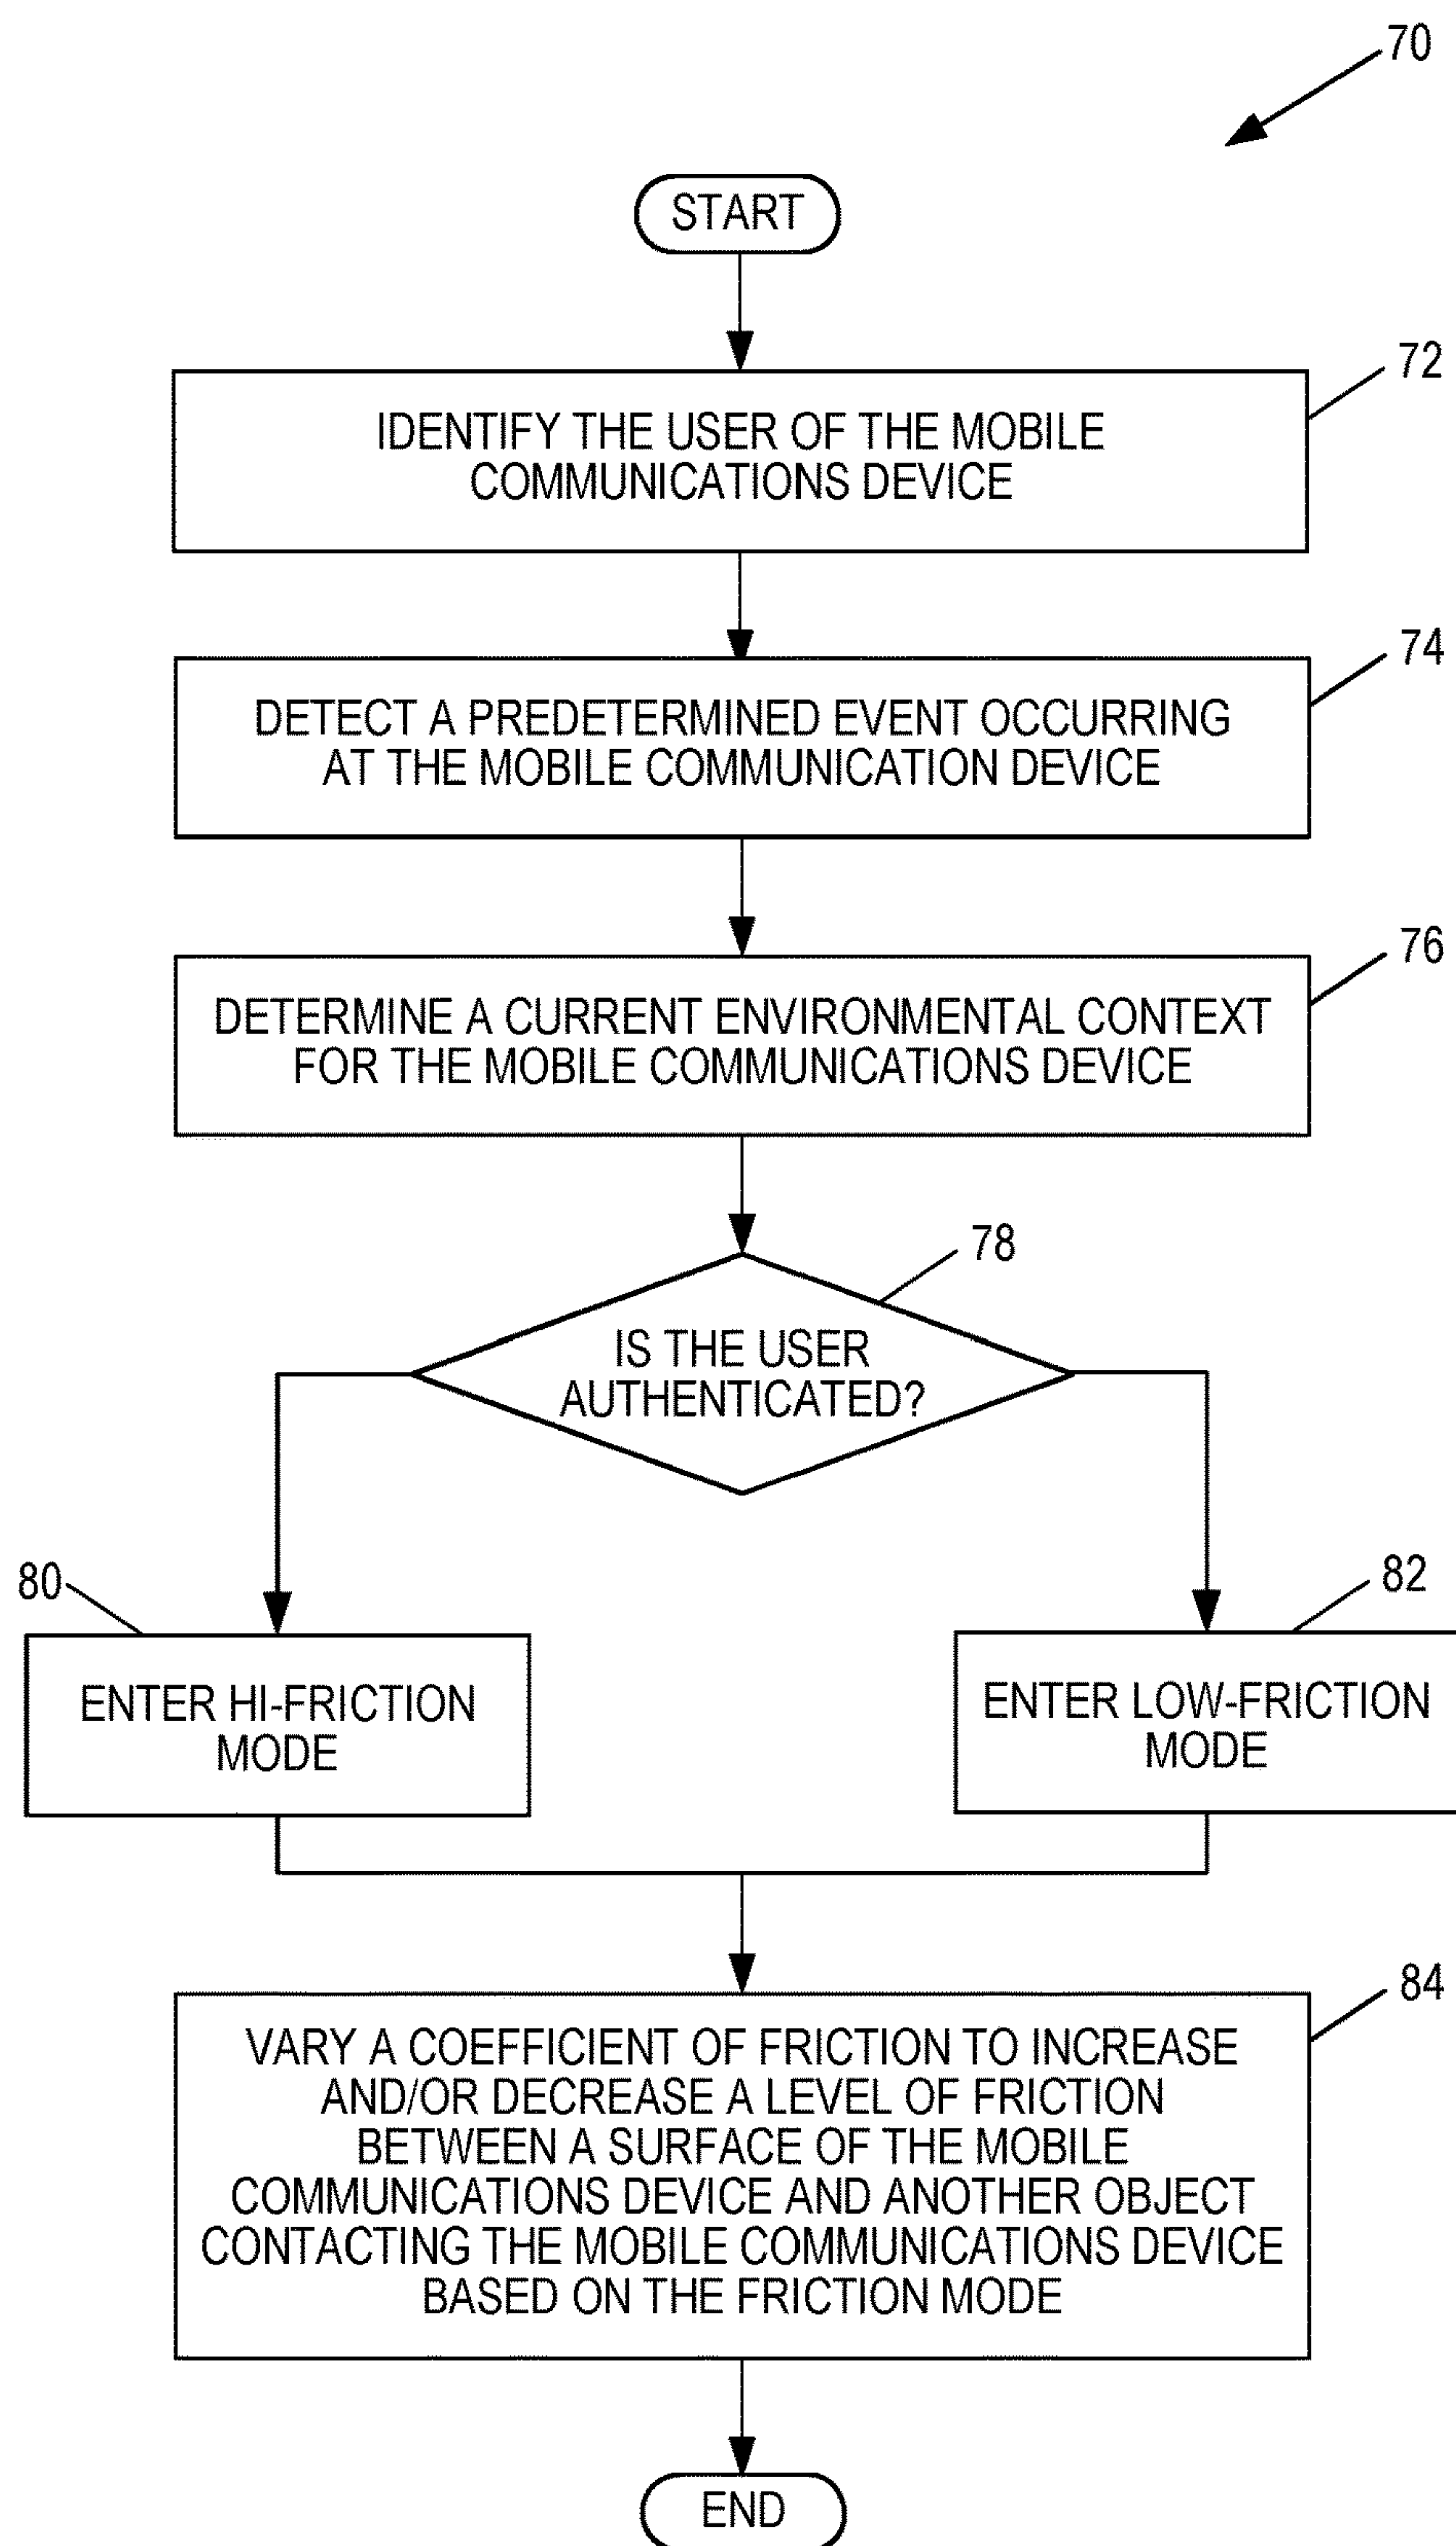 70
START
72
IDENTIFY THE USER OF THE MOBILE
COMMUNICATIONS DEVICE
74
DETECT A PREDETERMINED EVENT OCCURRING
AT THE MOBILE COMMUNICATION DEVICE
76
DETERMINE A CURRENT ENVIRONMENTAL CONTEXT
FOR THE MOBILE COMMUNICATIONS DEVICE
78
IS THE USER
AUTHENTICATED?
80
ENTER HI-FRICTION
MODE
82
ENTER LOW-FRICTION
MODE
84
VARY A COEFFICIENT OF FRICTION TO INCREASE
AND/OR DECREASE A LEVEL OF FRICTION
BETWEEN A SURFACE OF THE MOBILE
COMMUNICATIONS DEVICE AND ANOTHER OBJECT
CONTACTING THE MOBILE COMMUNICATIONS DEVICE
BASED ON THE FRICTION MODE
END